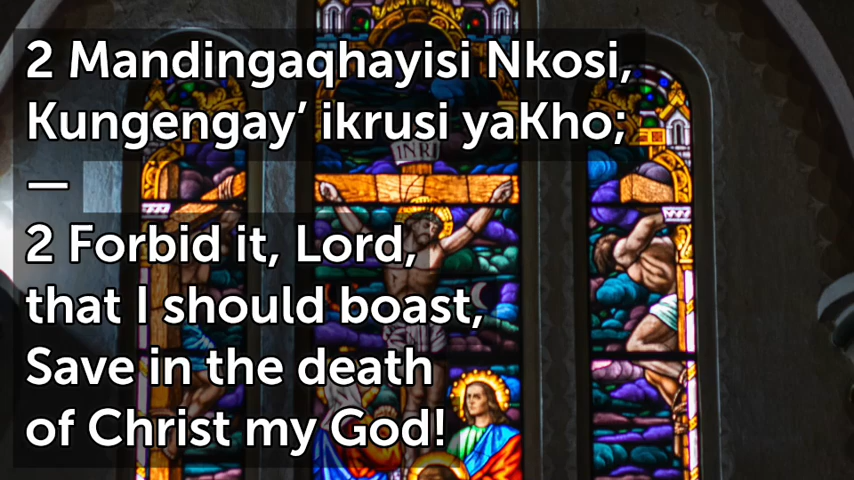 2 Mandingaqhayisi Nkosi,
Kungengay’ ikrusi yaKho;
—
2 Forbid it, Lord,
that I should boast,
Save in the death
of Christ my God!
INRI